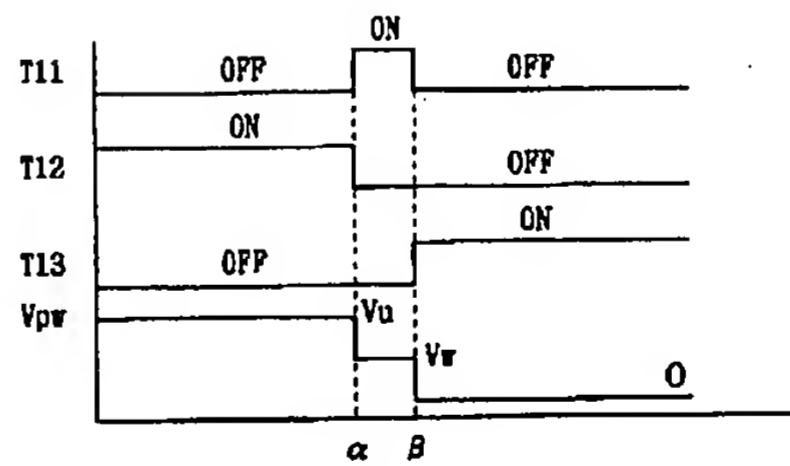 ON
T11 OFF OFF
ON
T12 OFF
ON
T13 OFF
Vpw Vu
Vw
O
α β